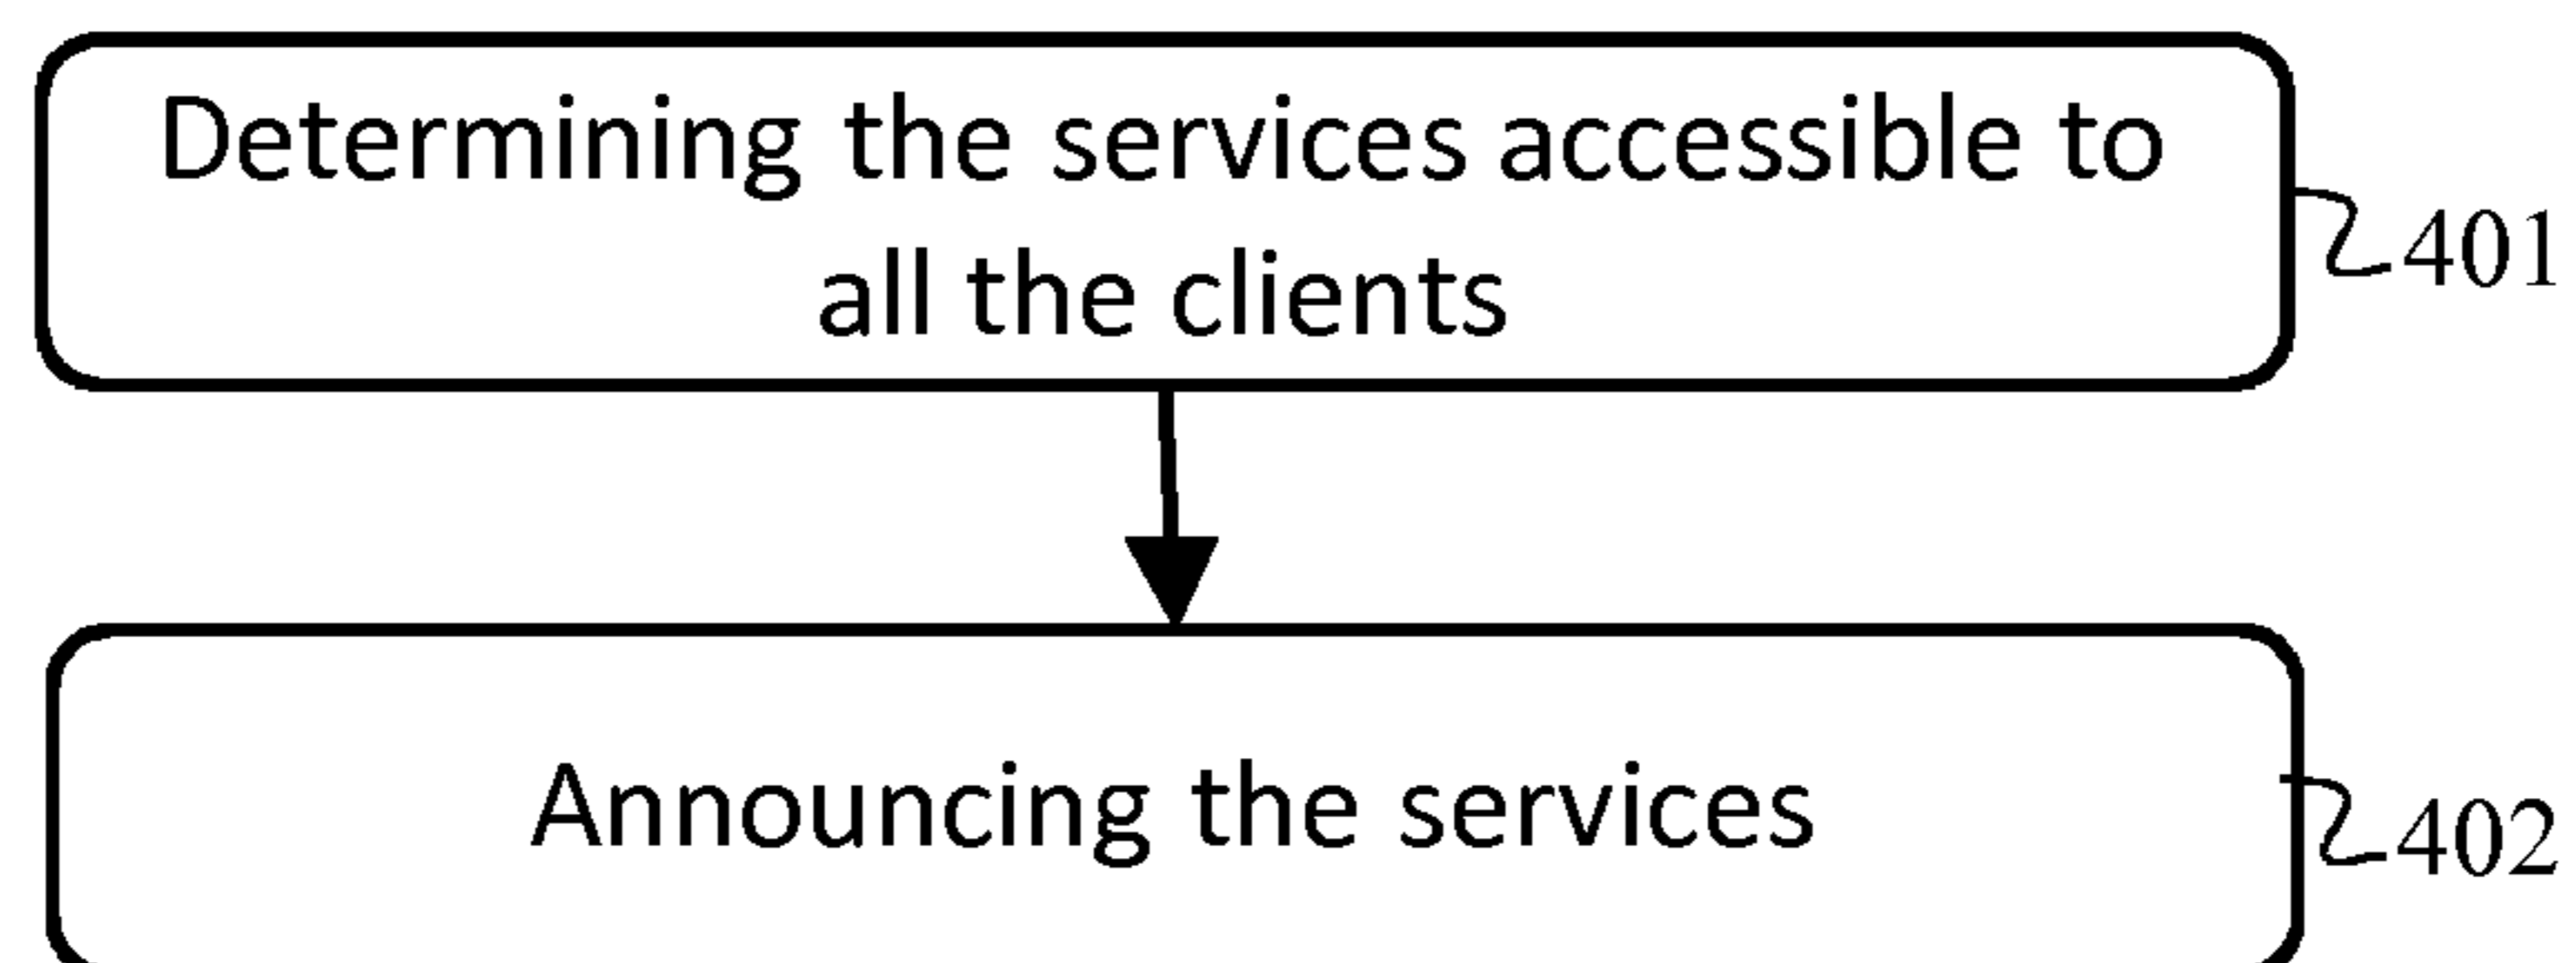 Determining the services accessible to
all the clients
401
Announcing the services
402